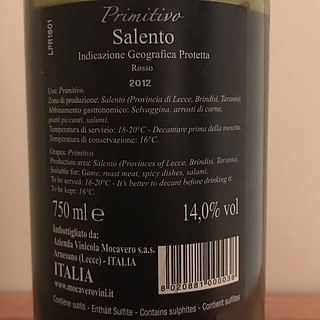 LPR1601
Primitivo
Salento
Indicazione Geografica Protetta
Rosso
2012
Uve: Primitivo.
Zona di produzione: Salento (Provincia di Lecce, Brindisi, Taranto).
Abbinamento gastronomico: Selvaggina, arrosti di carne,
piatti piccanti, salumi.
Temperatura di servizio: 18-20°C - Decantare prima della mescita.
Temperatura di conservazione: 16°C.
Grapes: Primitivo.
Production area: Salento (Provinces of Lecce, Brindisi, Taranto).
Suitable for: Game, roast meat, spicy dishes, salami.
To be served: 18-20°C - It's better to decant before drinking it.
To be kept: 16°C.
750 ml e
14,0% vol
Imbottigliato da:
Azienda Vinicola Mocavero s.a.s.
Arnesano (Lecce) - ITALIA
ITALIA
www.mocaverovini.it
8 020881 000038
Contiene solfiti - Enthält Sulfite - Contains sulphites - Contient sulfites